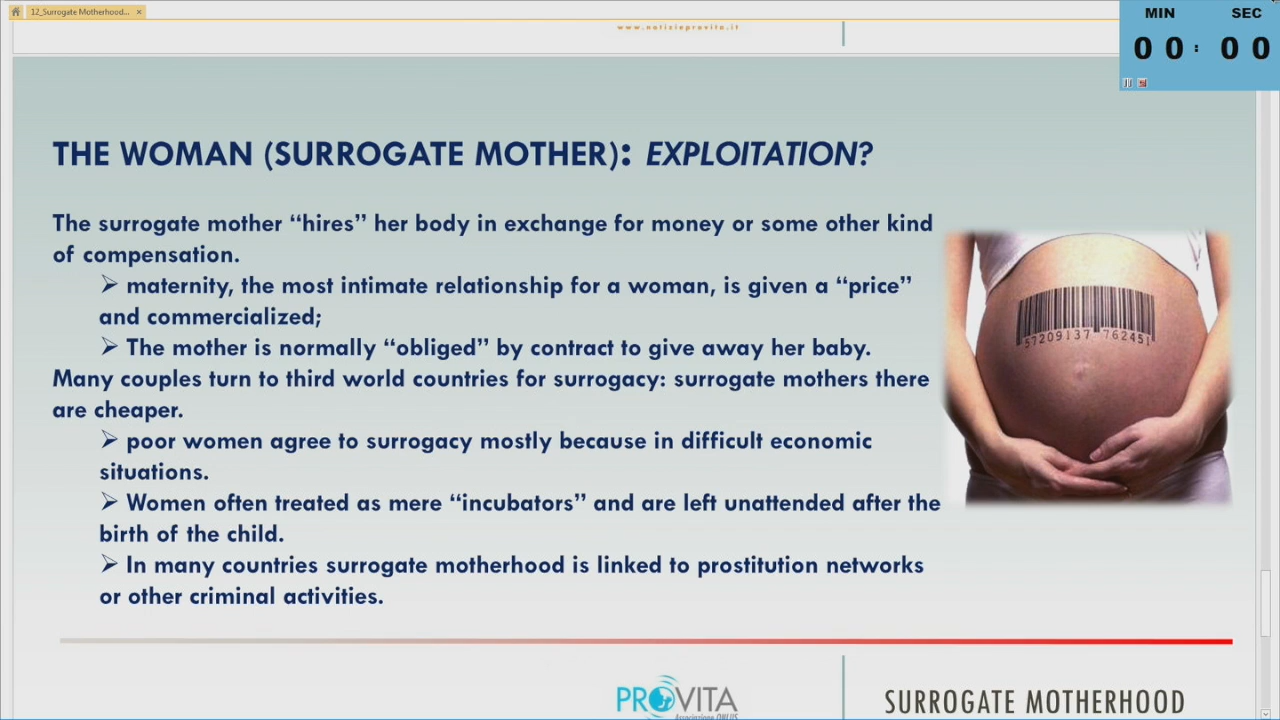 12_Surrogate Motherhood...
www.notizieprovita.it
MIN SEC
00:00
THE WOMAN (SURROGATE MOTHER): EXPLOITATION?
The surrogate mother “hires” her body in exchange for money or some other kind
of compensation.
➢ maternity, the most intimate relationship for a woman, is given a “price”
and commercialized;
➢ The mother is normally “obliged” by contract to give away her baby.
Many couples turn to third world countries for surrogacy: surrogate mothers there
are cheaper.
➢ poor women agree to surrogacy mostly because in difficult economic
situations.
➢ Women often treated as mere “incubators” and are left unattended after the
birth of the child.
➢ In many countries surrogate motherhood is linked to prostitution networks
or other criminal activities.
57209137 762451
PROVITA
Associazione ONLUS
SURROGATE MOTHERHOOD